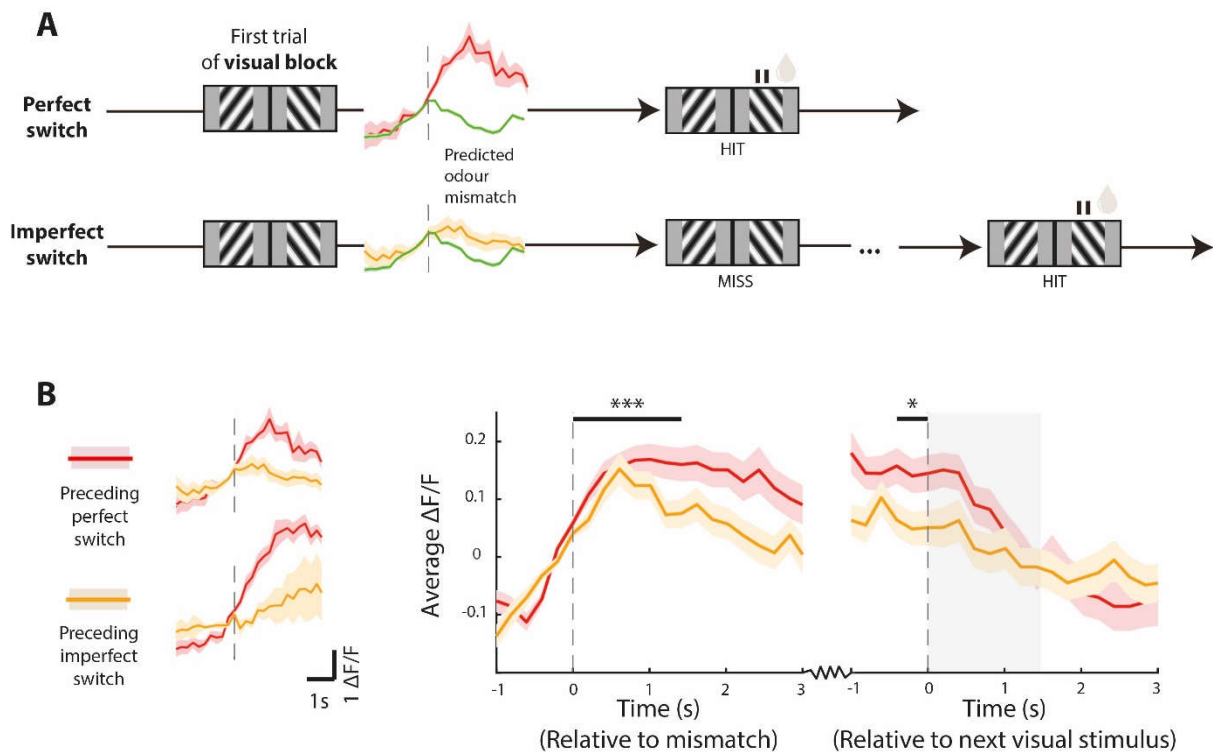 A
First trial
of visual block
Perfect
switch
Predicted
odour
mismatch
HIT
Imperfect
switch
MISS
...
HIT
B
Preceding
perfect
switch
Preceding
imperfect
switch
1s
1 ΔF/F
Average ΔF/F
0.2
0.1
0
-0.1
***
*
-1 0 1 2 3
-1 0 1 2 3
Time (s)
(Relative to mismatch)
Time (s)
(Relative to next visual stimulus)